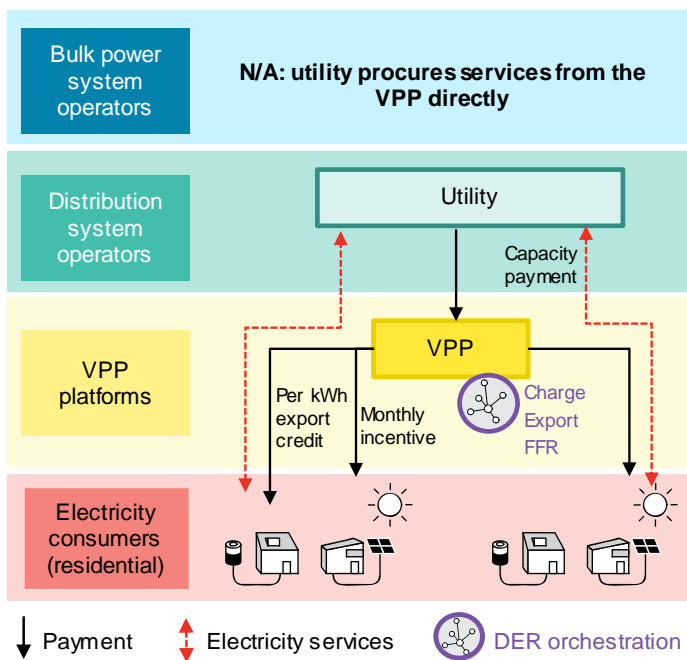 Bulk power
system
operators
N/A: utility procures services from the
VPP directly
Distribution
system
operators
Utility
Capacity
payment
VPP
platforms
VPP
Per kWh
export
credit
Monthly
incentive
Charge
Export
FFR
Electricity
consumers
(residential)
Payment
Electricity services
DER orchestration